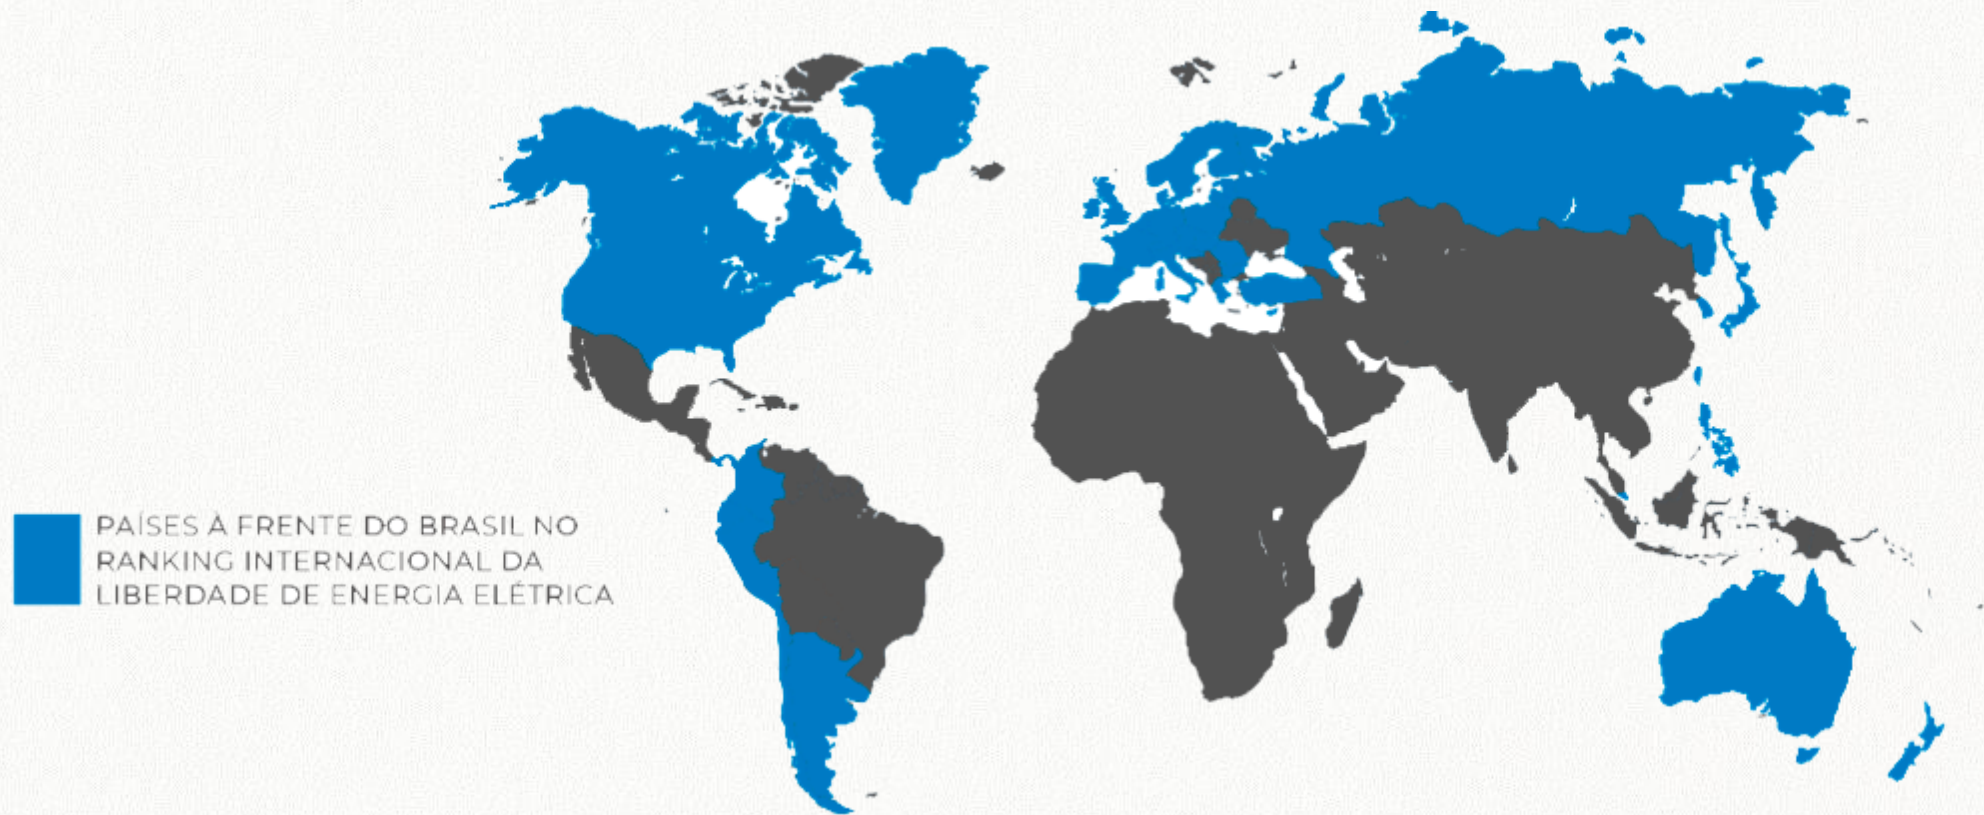 PAÍSES À FRENTE DO BRASIL NO
RANKING INTERNACIONAL DA
LIBERDADE DE ENERGIA ELÉTRICA